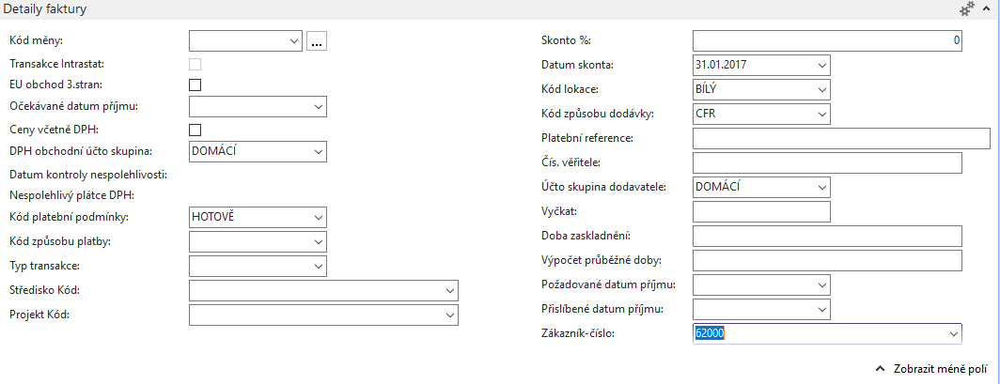 Detaily faktury
Kód měny:
...
Transakce Intrastat:
EU obchod 3.stran:
Očekávané datum příjmu:
Ceny včetně DPH:
DPH obchodní účto skupina: DOMÁCÍ
Datum kontroly nespolehlivosti:
Nespolehlivý plátce DPH:
Kód platební podmínky: HOTOVĚ
Kód způsobu platby:
Typ transakce:
Středisko Kód:
Projekt Kód:
Skonto %: 0
Datum skonta: 31.01.2017
Kód lokace: BÍLÝ
Kód způsobu dodávky: CFR
Platební reference:
Čís. věřitele:
Účto skupina dodavatele: DOMÁCÍ
Vyčkat:
Doba zaskladnění:
Výpočet průběžné doby:
Požadované datum příjmu:
Přislíbené datum příjmu:
Zákazník-číslo: 62000
Zobrazit méně polí